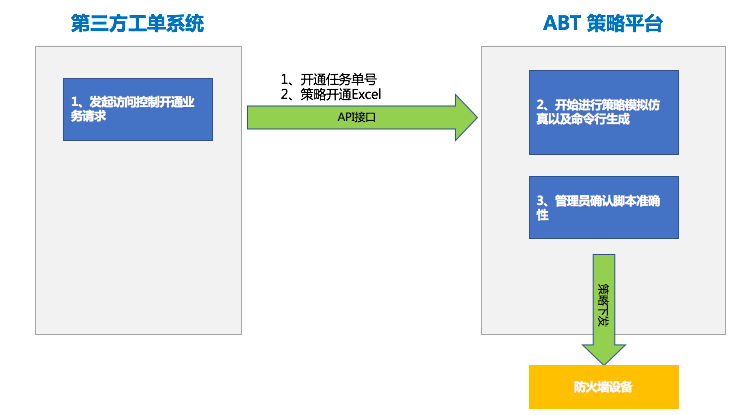 第三方工单系统
ABT 策略平台
1、发起访问控制开通业
务请求
1、开通任务单号
2、策略开通Excel
API接口
2、开始进行策略模拟仿
真以及命令行生成
3、管理员确认脚本准确
性
策略下发
防火墙设备